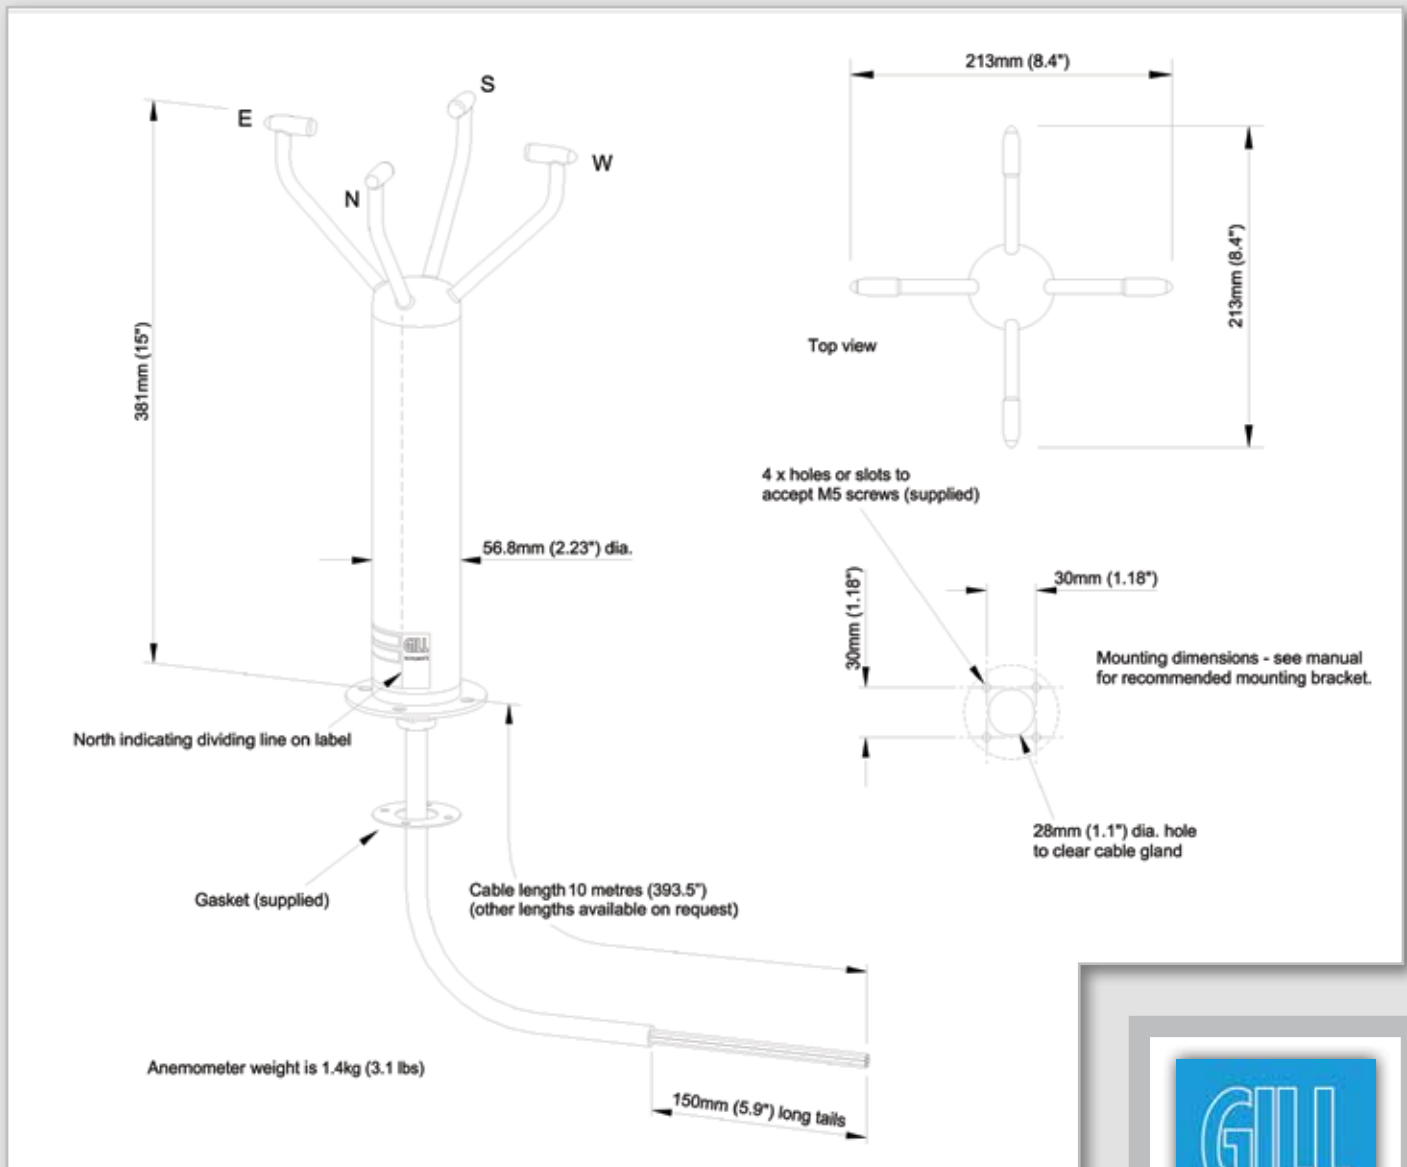 213mm (8.4")
S
E
W
N
213mm (8.4")
381mm (15")
Top view
4 x holes or slots to
accept M5 screws (supplied)
56.8mm (2.23") dia.
30mm (1.18")
30mm (1.18")
GILL
Mounting dimensions - see manual
for recommended mounting bracket.
North indicating dividing line on label
28mm (1.1") dia. hole
to clear cable gland
Gasket (supplied)
Cable length 10 metres (393.5")
(other lengths available on request)
Anemometer weight is 1.4kg (3.1 lbs)
150mm (5.9") long tails
GILL